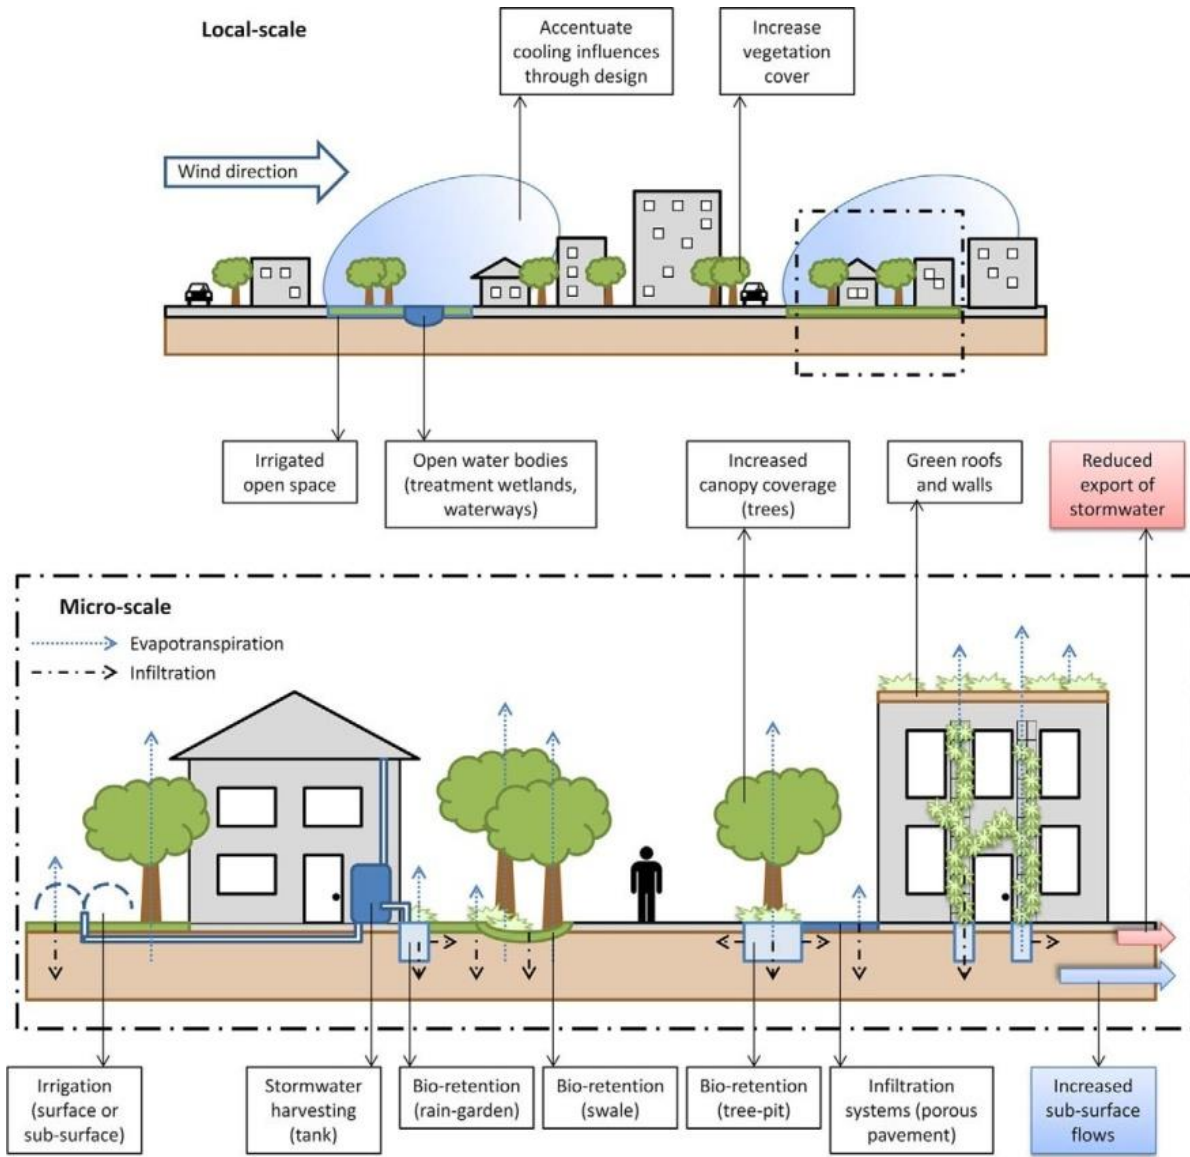 Local-scale
Accentuate
cooling influences
through design
Increase
vegetation
cover
Wind direction
Irrigated
open space
Open water bodies
(treatment wetlands,
waterways)
Increased
canopy coverage
(trees)
Green roofs
and walls
Reduced
export of
stormwater
Micro-scale
Evapotranspiration
Infiltration
Irrigation
(surface or
sub-surface)
Stormwater
harvesting
(tank)
Bio-retention
(rain-garden)
Bio-retention
(swale)
Bio-retention
(tree-pit)
Infiltration
systems (porous
pavement)
Increased
sub-surface
flows